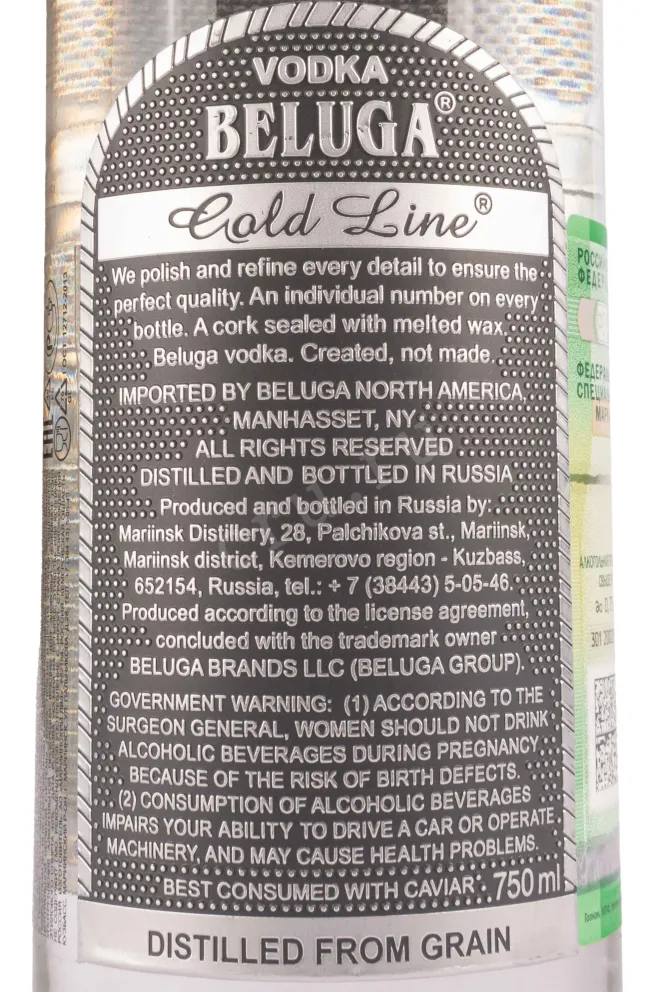 VODKA
BELUGA®
Gold Line®
We polish and refine every detail to ensure the
perfect quality. An individual number on every
bottle. A cork sealed with melted wax.
Beluga vodka. Created, not made.
IMPORTED BY BELUGA NORTH AMERICA,
MANHASSET, NY
ALL RIGHTS RESERVED
DISTILLED AND BOTTLED IN RUSSIA
Produced and bottled in Russia by:
Mariinsk Distillery, 28, Palchikova st., Mariinsk,
Mariinsk district, Kemerovo region - Kuzbass,
652154, Russia, tel.: + 7 (38443) 5-05-46.
Produced according to the license agreement,
concluded with the trademark owner
BELUGA BRANDS LLC (BELUGA GROUP).
GOVERNMENT WARNING: (1) ACCORDING TO THE
SURGEON GENERAL, WOMEN SHOULD NOT DRINK
ALCOHOLIC BEVERAGES DURING PREGNANCY
BECAUSE OF THE RISK OF BIRTH DEFECTS.
(2) CONSUMPTION OF ALCOHOLIC BEVERAGES
IMPAIRS YOUR ABILITY TO DRIVE A CAR OR OPERATE
MACHINERY, AND MAY CAUSE HEALTH PROBLEMS.
BEST CONSUMED WITH CAVIAR. 750 ml
DISTILLED FROM GRAIN
EAC